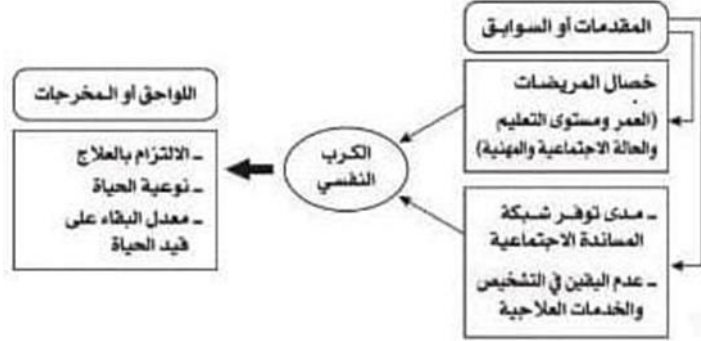 المقدمات أو السوابق
خصال المريضات
(العمر ومستوى التعليم
والحالة الاجتماعية والمهنية)
ـ مدى توفر شبكة
المساندة الاجتماعية
ـ عدم اليقين في التشخيص
والخدمات العلاجية
الكرب
النفسي
اللواحق أو المخرجات
ـ الالتزام بالعلاج
ـ نوعية الحياة
ـ معدل البقاء على
قيد الحياة